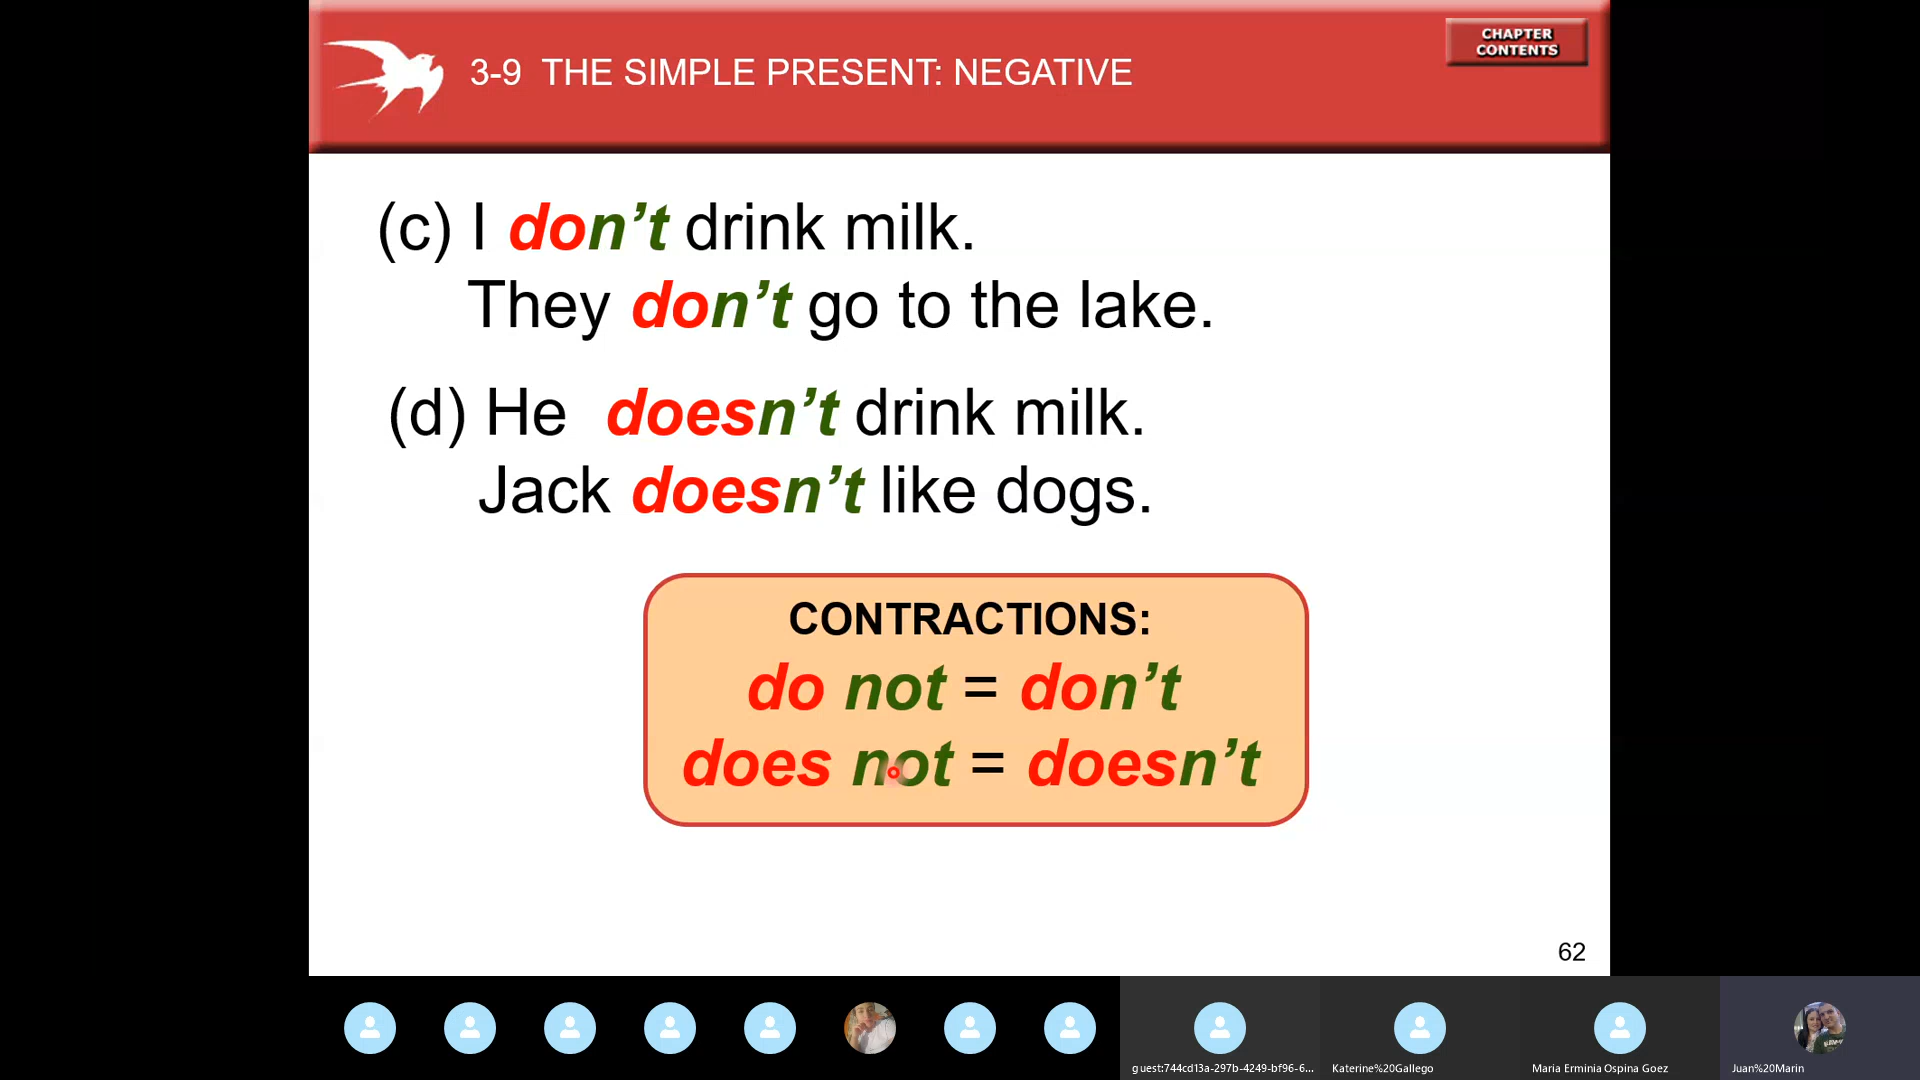 CHAPTER
CONTENTS
3-9 THE SIMPLE PRESENT: NEGATIVE
(c) I don’t drink milk.
They don’t go to the lake.
(d) He doesn’t drink milk.
Jack doesn’t like dogs.
CONTRACTIONS:
do not = don’t
does not = doesn’t
62
guest:744cd13a-297b-4249-bf96-6...
Katerine%20Gallego
Maria Erminia Ospina Goez
Juan%20Marin